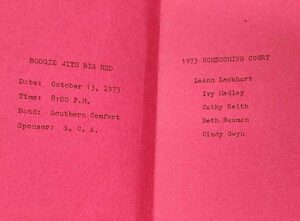 BOOGIE WITH BIG RED
Date: October 13, 1973
Time: 8:00 P.M.
Band: Southern Comfort
Sponsor: S. C. A.
1973 HOMECOMING COURT
LeAnn Lockhart
Ivy Hedley
Cathy Reith
Beth Bauman
Cindy Gwyn